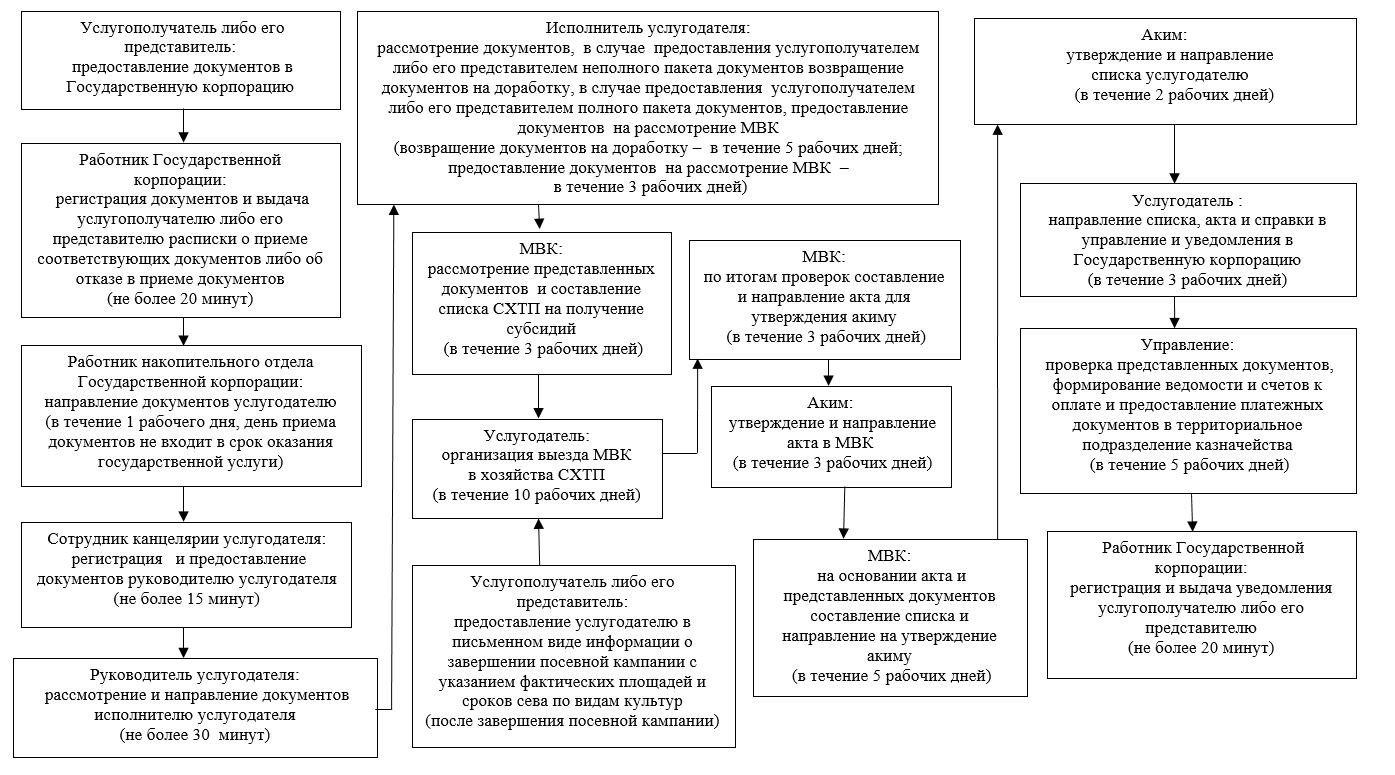 Услугополучатель либо его
представитель:
предоставление документов в
Государственную корпорацию
Работник Государственной
корпорации:
регистрация документов и выдача
услугополучателю либо его
представителю расписки о приеме
соответствующих документов либо об
отказе в приеме документов
(не более 20 минут)
Работник накопительного отдела
Государственной корпорации:
направление документов услугодателю
(в течение 1 рабочего дня, день приема
документов не входит в срок оказания
государственной услуги)
Сотрудник канцелярии услугодателя:
регистрация и предоставление
документов руководителю услугодателя
(не более 15 минут)
Руководитель услугодателя:
рассмотрение и направление документов
исполнителю услугодателя
(не более 30 минут)
Исполнитель услугодателя:
рассмотрение документов, в случае предоставления услугополучателем
либо его представителем неполного пакета документов возвращение
документов на доработку, в случае предоставления услугополучателем
либо его представителем полного пакета документов, предоставление
документов на рассмотрение МВК
(возвращение документов на доработку – в течение 5 рабочих дней;
предоставление документов на рассмотрение МВК –
в течение 3 рабочих дней)
МВК:
рассмотрение представленных
документов и составление
списка СХТП на получение
субсидий
(в течение 3 рабочих дней)
Услугодатель:
организация выезда МВК
в хозяйства СХТП
(в течение 10 рабочих дней)
Услугополучатель либо его
представитель:
предоставление услугодателю в
письменном виде информации о
завершении посевной кампании с
указанием фактических площадей и
сроков сева по видам культур
(после завершения посевной кампании)
МВК:
по итогам проверок составление
и направление акта для
утверждения акиму
(в течение 3 рабочих дней)
Аким:
утверждение и направление
акта в МВК
(в течение 3 рабочих дней)
МВК:
на основании акта и
представленных документов
составление списка и
направление на утверждение
акиму
(в течение 5 рабочих дней)
Аким:
утверждение и направление
списка услугодателю
(в течение 2 рабочих дней)
Услугодатель :
направление списка, акта и справки в
управление и уведомления в
Государственную корпорацию
(в течение 3 рабочих дней)
Управление:
проверка представленных документов,
формирование ведомости и счетов к
оплате и предоставление платежных
документов в территориальное
подразделение казначейства
(в течение 5 рабочих дней)
Работник Государственной
корпорации:
регистрация и выдача уведомления
услугополучателю либо его
представителю
(не более 20 минут)